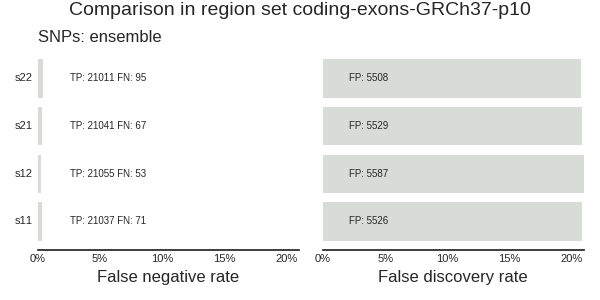 Comparison in region set coding-exons-GRCh37-p10
SNPs: ensemble
s22 TP: 21011 FN: 95 FP: 5508
s21 TP: 21041 FN: 67 FP: 5529
s12 TP: 21055 FN: 53 FP: 5587
s11 TP: 21037 FN: 71 FP: 5526
0% 5% 10% 15% 20% 0% 5% 10% 15% 20%
False negative rate False discovery rate